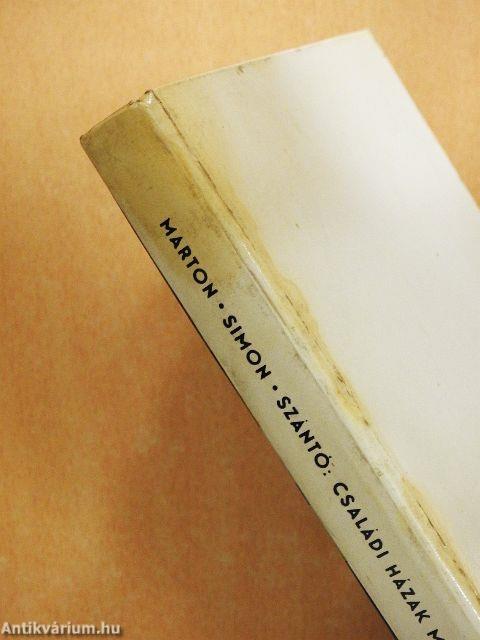 MARTON • SIMON • SZÁNTÓ: CSALÁDI HÁZAK M
Antikvárium.hu